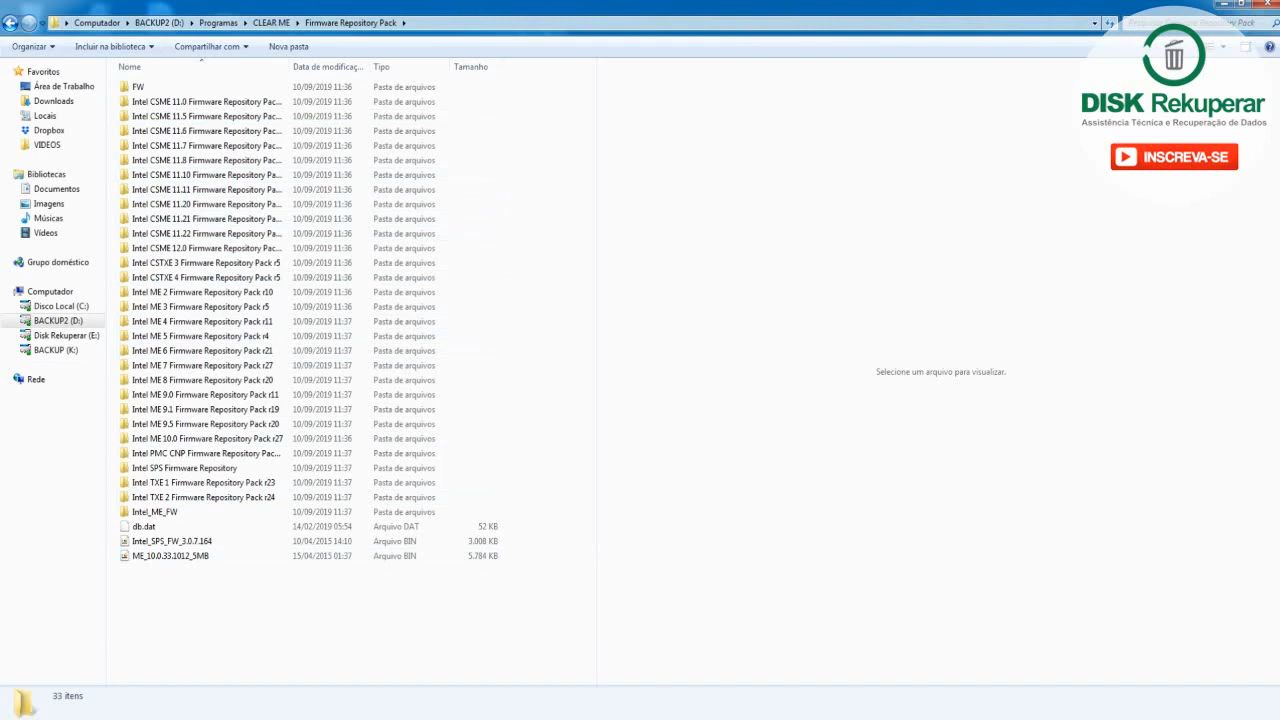 Computador ▸ BACKUP2 (D:) ▸ Programas ▸ CLEAR ME ▸ Firmware Repository Pack ▸
Pesquisar Firmware Repository Pack
Organizar Incluir na biblioteca Compartilhar com Nova pasta
Nome Data de modificaç... Tipo Tamanho
Favoritos
Área de Trabalho
Downloads
Locais
Dropbox
VIDEOS
Bibliotecas
Documentos
Imagens
Músicas
Vídeos
Grupo doméstico
Computador
Disco Local (C:)
BACKUP2 (D:)
Disk Rekuperar (E:)
BACKUP (K:)
Rede
FW 10/09/2019 11:36 Pasta de arquivos
Intel CSME 11.0 Firmware Repository Pac... 10/09/2019 11:36 Pasta de arquivos
Intel CSME 11.5 Firmware Repository Pac... 10/09/2019 11:36 Pasta de arquivos
Intel CSME 11.6 Firmware Repository Pac... 10/09/2019 11:36 Pasta de arquivos
Intel CSME 11.7 Firmware Repository Pac... 10/09/2019 11:36 Pasta de arquivos
Intel CSME 11.8 Firmware Repository Pac... 10/09/2019 11:36 Pasta de arquivos
Intel CSME 11.10 Firmware Repository Pa... 10/09/2019 11:36 Pasta de arquivos
Intel CSME 11.11 Firmware Repository Pa... 10/09/2019 11:36 Pasta de arquivos
Intel CSME 11.20 Firmware Repository Pa... 10/09/2019 11:36 Pasta de arquivos
Intel CSME 11.21 Firmware Repository Pa... 10/09/2019 11:36 Pasta de arquivos
Intel CSME 11.22 Firmware Repository Pa... 10/09/2019 11:36 Pasta de arquivos
Intel CSME 12.0 Firmware Repository Pac... 10/09/2019 11:36 Pasta de arquivos
Intel CSTXE 3 Firmware Repository Pack r5 10/09/2019 11:36 Pasta de arquivos
Intel CSTXE 4 Firmware Repository Pack r5 10/09/2019 11:36 Pasta de arquivos
Intel ME 2 Firmware Repository Pack r10 10/09/2019 11:36 Pasta de arquivos
Intel ME 3 Firmware Repository Pack r5 10/09/2019 11:36 Pasta de arquivos
Intel ME 4 Firmware Repository Pack r11 10/09/2019 11:37 Pasta de arquivos
Intel ME 5 Firmware Repository Pack r4 10/09/2019 11:37 Pasta de arquivos
Intel ME 6 Firmware Repository Pack r21 10/09/2019 11:37 Pasta de arquivos
Intel ME 7 Firmware Repository Pack r27 10/09/2019 11:37 Pasta de arquivos
Intel ME 8 Firmware Repository Pack r20 10/09/2019 11:37 Pasta de arquivos
Intel ME 9.0 Firmware Repository Pack r11 10/09/2019 11:37 Pasta de arquivos
Intel ME 9.1 Firmware Repository Pack r19 10/09/2019 11:37 Pasta de arquivos
Intel ME 9.5 Firmware Repository Pack r20 10/09/2019 11:37 Pasta de arquivos
Intel ME 10.0 Firmware Repository Pack r27 10/09/2019 11:36 Pasta de arquivos
Intel PMC CNP Firmware Repository Pac... 10/09/2019 11:37 Pasta de arquivos
Intel SPS Firmware Repository 10/09/2019 11:37 Pasta de arquivos
Intel TXE 1 Firmware Repository Pack r23 10/09/2019 11:37 Pasta de arquivos
Intel TXE 2 Firmware Repository Pack r24 10/09/2019 11:37 Pasta de arquivos
Intel_ME_FW 10/09/2019 11:37 Pasta de arquivos
db.dat 14/02/2019 05:54 Arquivo DAT 52 KB
Intel_SPS_FW_3.0.7.164 10/04/2015 14:10 Arquivo BIN 3.008 KB
ME_10.0.33.1012_5MB 15/04/2015 01:37 Arquivo BIN 5.784 KB
Selecione um arquivo para visualizar.
DISK Rekuperar
Assistência Técnica e Recuperação de Dados
INSCREVA-SE
33 itens